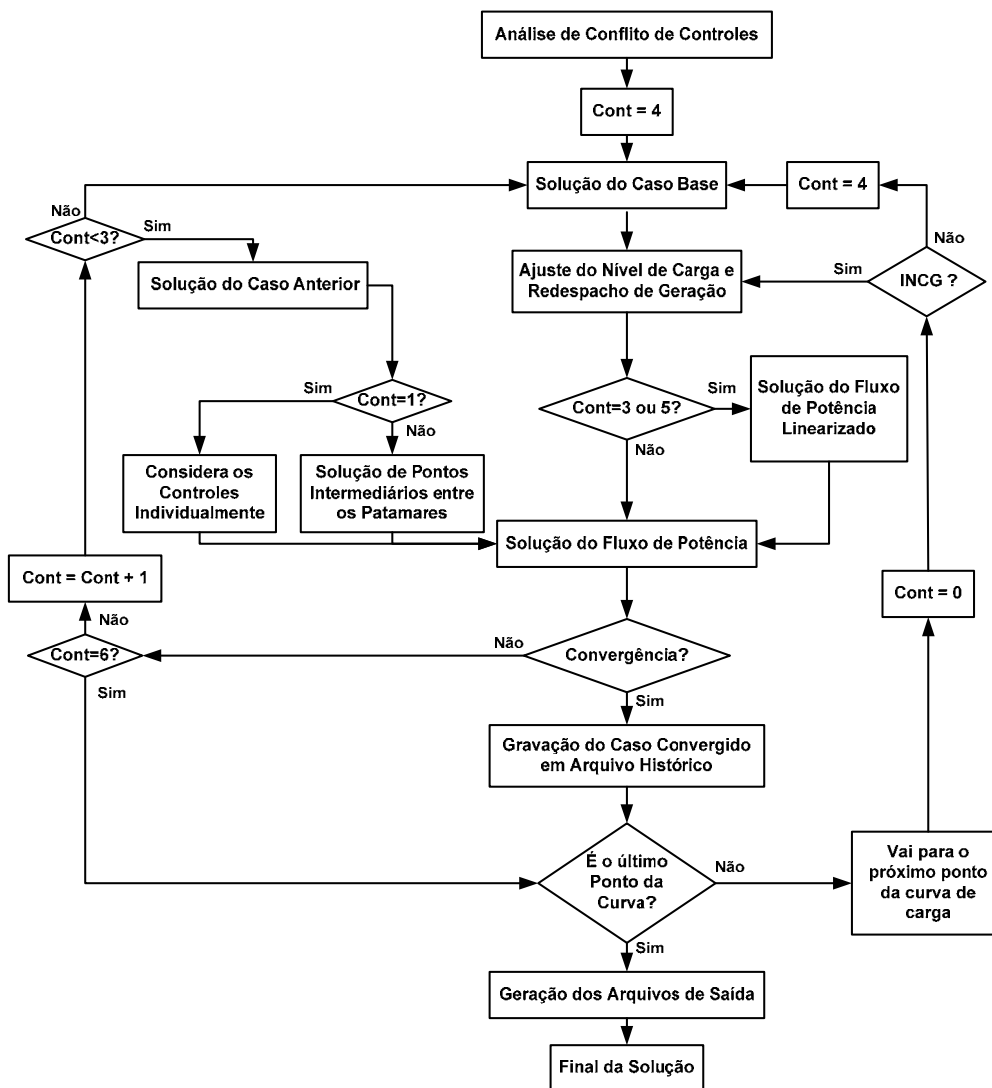 Análise de Conflito de Controles
Cont = 4
Solução do Caso Base
Cont = 4
Não
Cont<3?
Sim
Não
Solução do Caso Anterior
Ajuste do Nível de Carga e
Redespacho de Geração
Sim
INCG ?
Sim
Cont=1?
Não
Cont=3 ou 5?
Sim
Não
Solução do Fluxo
de Potência
Linearizado
Considera os
Controles
Individualmente
Solução de Pontos
Intermediários entre
os Patamares
Solução do Fluxo de Potência
Cont = Cont + 1
Cont = 0
Não
Cont=6?
Sim
Não
Convergência?
Sim
Gravação do Caso Convergido
em Arquivo Histórico
É o último
Ponto da
Curva?
Não
Sim
Vai para o
próximo ponto
da curva de
carga
Geração dos Arquivos de Saída
Final da Solução